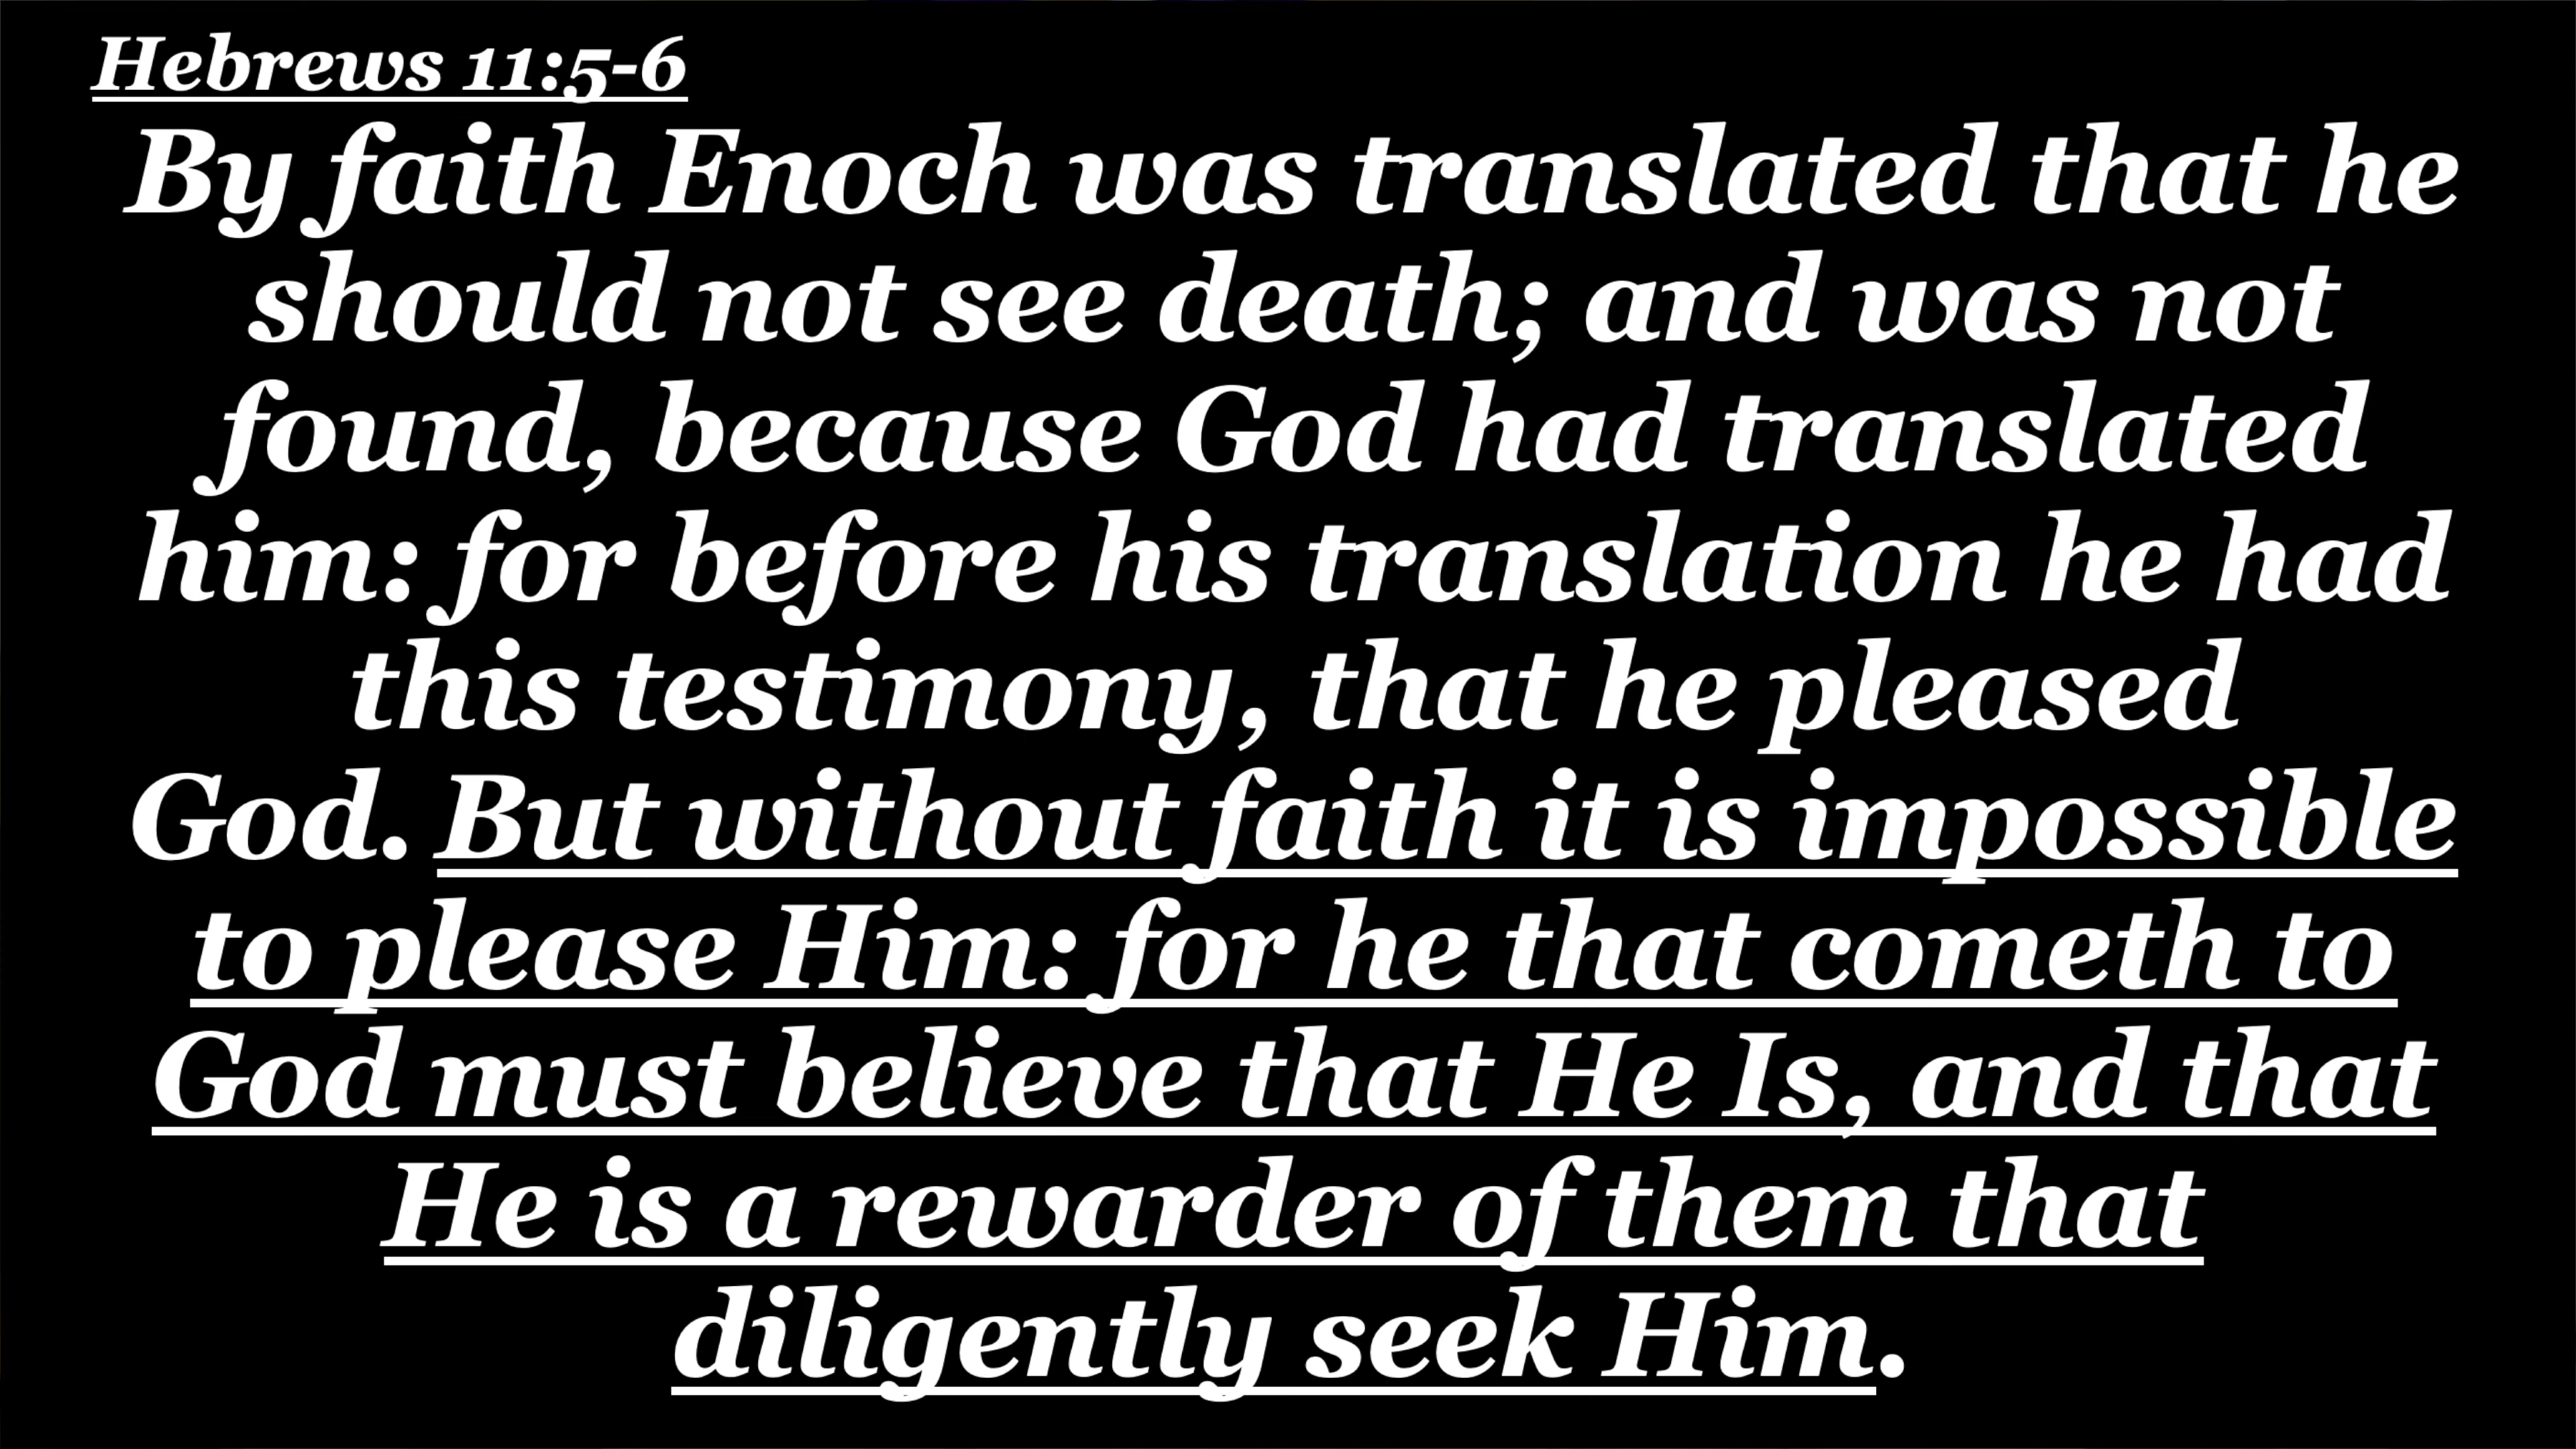 Hebrews 11:5-6
By faith Enoch was translated that he
should not see death; and was not
found, because God had translated
him: for before his translation he had
this testimony, that he pleased
God. But without faith it is impossible
to please Him: for he that cometh to
God must believe that He Is, and that
He is a rewarder of them that
diligently seek Him.